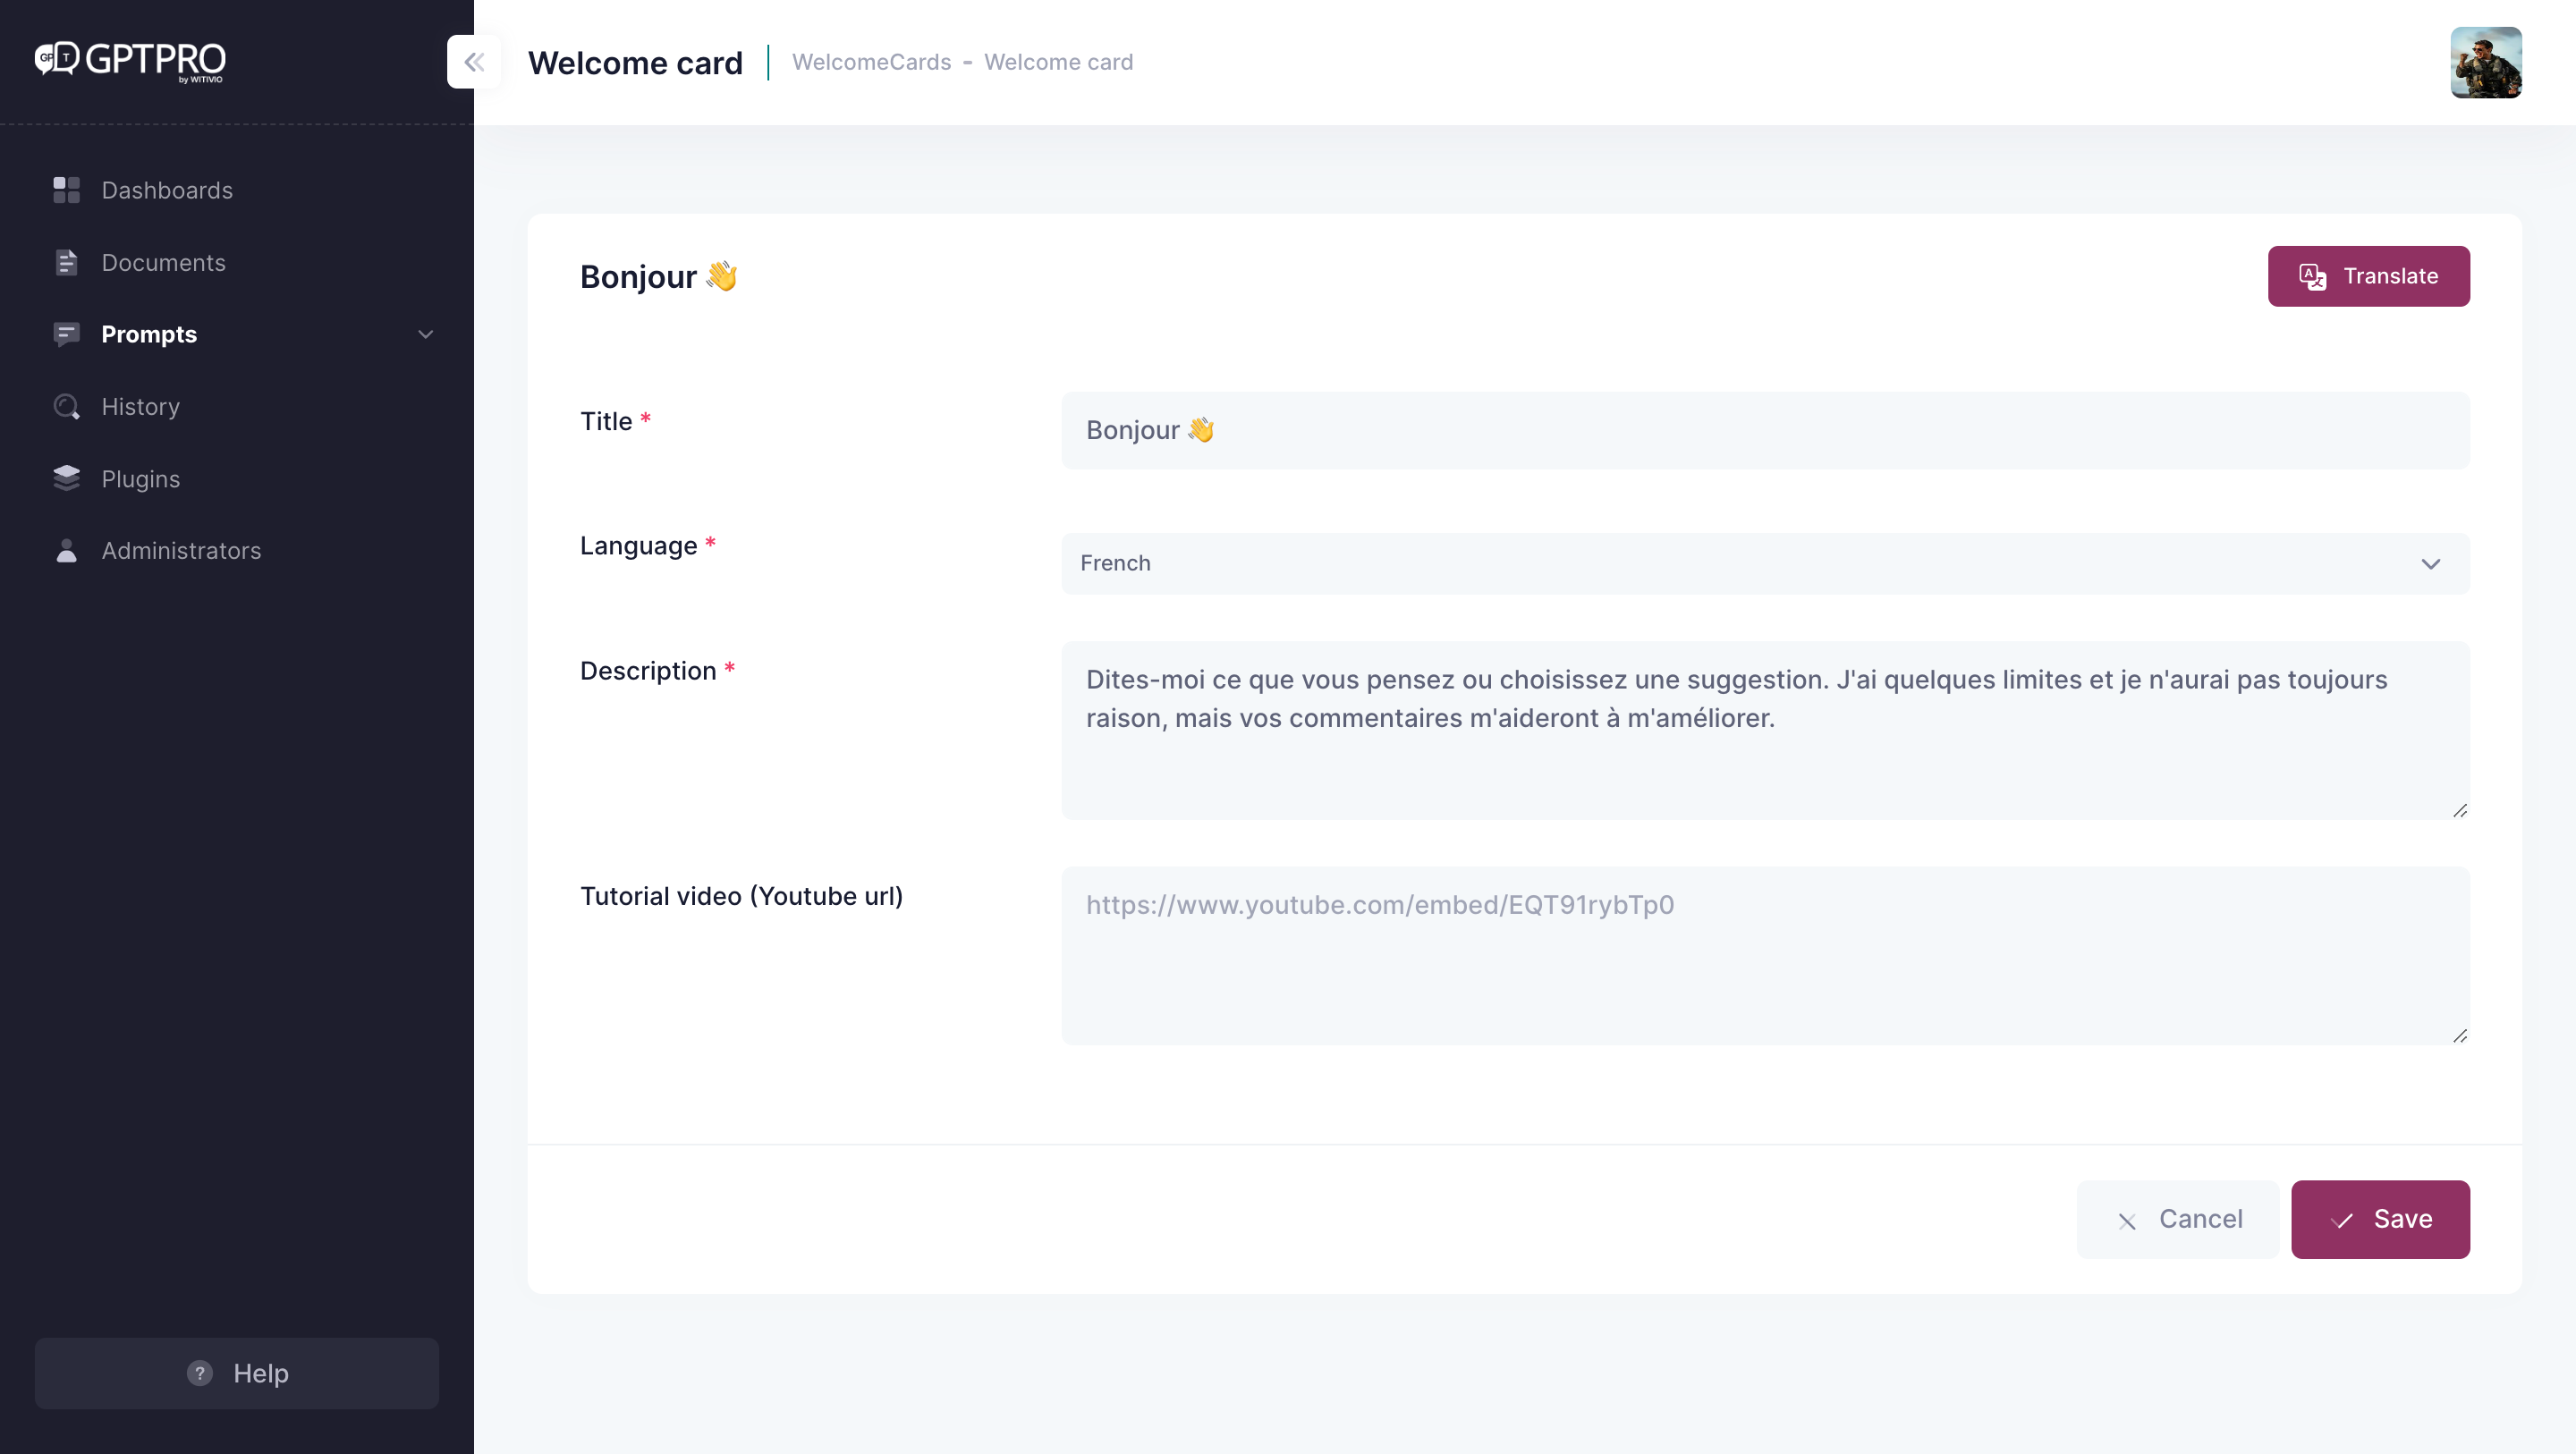 GPT GPTPRO
by WITIVIO
Dashboards
Documents
Prompts
History
Plugins
Administrators
? Help
Welcome card
WelcomeCards - Welcome card
Bonjour 👋
Translate
Title *
Bonjour 👋
Language *
French
Description *
Dites-moi ce que vous pensez ou choisissez une suggestion. J'ai quelques limites et je n'aurai pas toujours
raison, mais vos commentaires m'aideront à m'améliorer.
Tutorial video (Youtube url)
https://www.youtube.com/embed/EQT91rybTp0
Cancel
Save